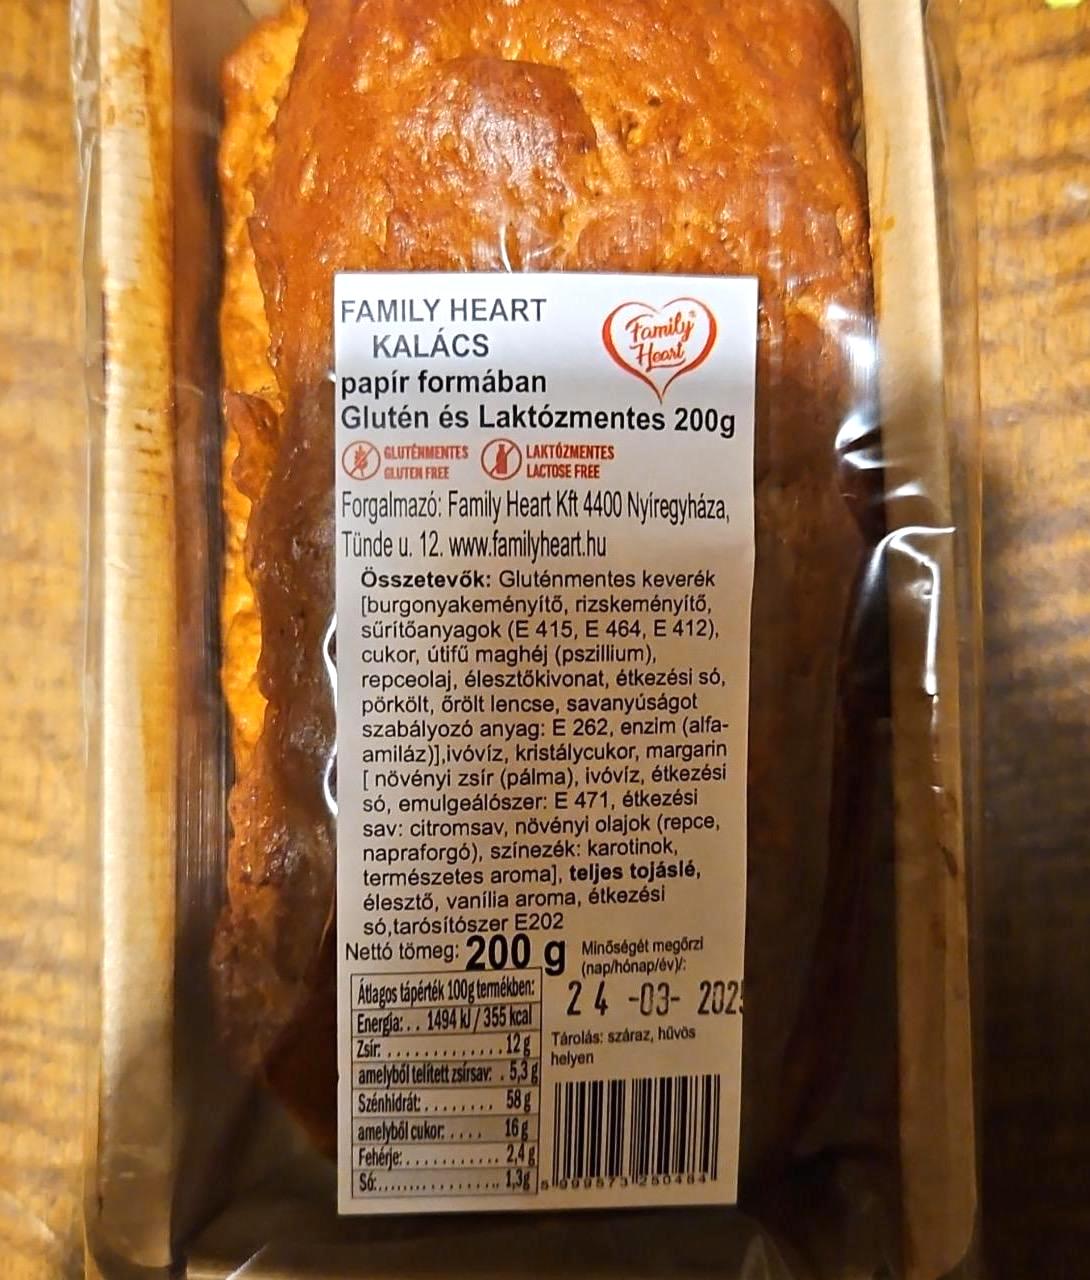 FAMILY HEART
KALÁCS
Family®
Heart
papír formában
Glutén és Laktózmentes 200g
GLUTÉNMENTES
GLUTEN FREE
LAKTÓZMENTES
LACTOSE FREE
Forgalmazó: Family Heart Kft 4400 Nyíregyháza,
Tünde u. 12. www.familyheart.hu
Összetevők: Gluténmentes keverék
[burgonyakeményítő, rizskeményítő,
sűrítőanyagok (E 415, E 464, E 412),
cukor, útifű maghéj (pszillium),
repceolaj, élesztőkivonat, étkezési só,
pörkölt, őrölt lencse, savanyúságot
szabályozó anyag: E 262, enzim (alfa-
amiláz)],ivóvíz, kristálycukor, margarin
[ növényi zsír (pálma), ivóvíz, étkezési
só, emulgeálószer: E 471, étkezési
sav: citromsav, növényi olajok (repce,
napraforgó), színezék: karotinok,
természetes aroma], teljes tojáslé,
élesztő, vanília aroma, étkezési
só,tarósítószer E202
Nettó tömeg: 200 g
Minőségét megőrzi
(nap/hónap/év)/:
24 -03- 2025
Tárolás: száraz, hűvös
helyen
Átlagos tápérték 100g termékben:
Energia: . . 1494 kJ / 355 kcal
Zsír: . . . . . . . . . . . . . 12 g
amelyből telített zsírsav: . 5,3 g
Szénhidrát: . . . . . . . . 58 g
amelyből cukor: . . . . 16 g
Fehérje: . . . . . . . . . . . 2,4 g
Só:. . . . . . . . . . . . . . . 1,3g
5 999573 250484